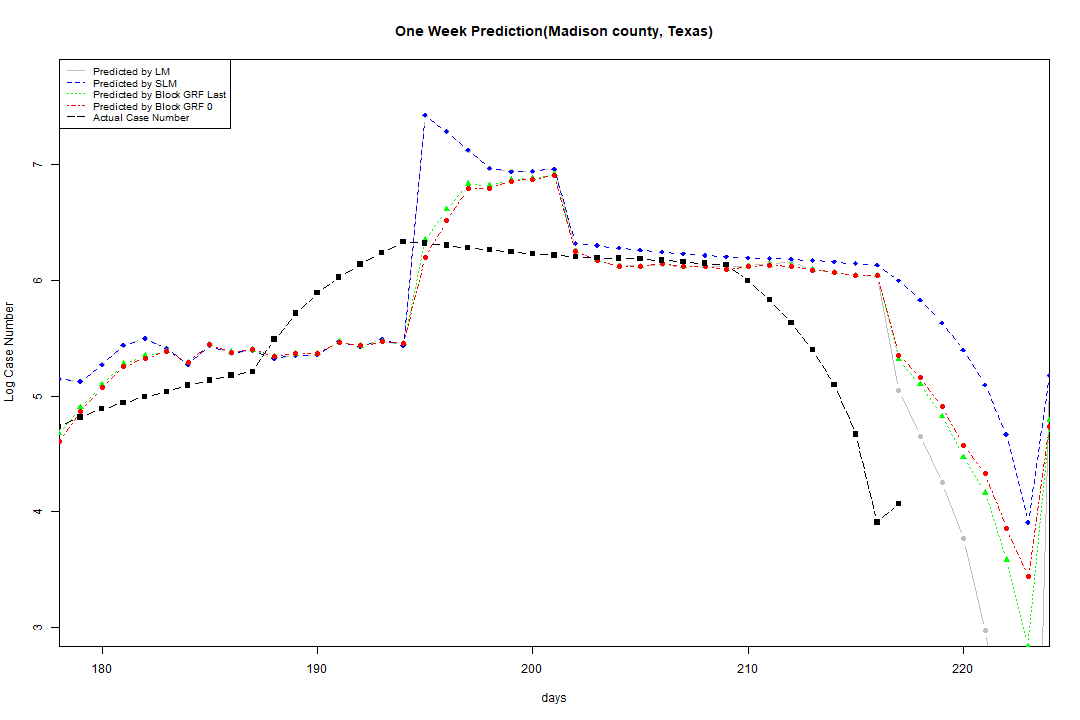 One Week Prediction(Madison county, Texas)
Predicted by LM
Predicted by SLM
Predicted by Block GRF Last
Predicted by Block GRF 0
Actual Case Number
7
6
5
4
3
Log Case Number
180 190 200 210 220
days